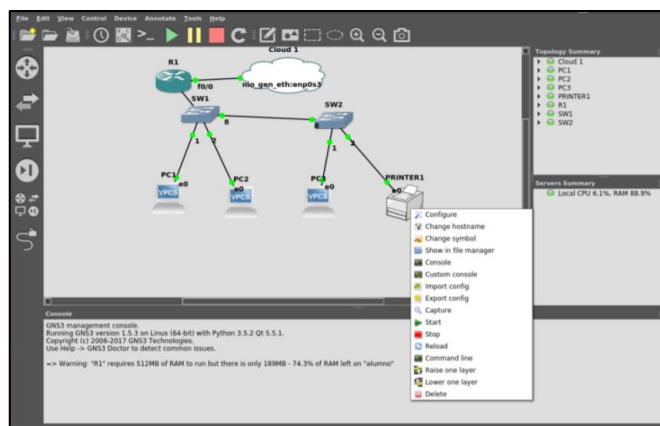 File Edit View Control Device Annotate Tools Help
Cloud 1
R1
f0/0
mo_gen_eth:enp0s3
SW1
8
SW2
8
1
2
1
2
PC1
e0
PC2
e0
PC3
e0
PRINTER1
e0
VPCS
VPCS
VPCS
Configure
Change hostname
Change symbol
Show in file manager
Console
Custom console
Import config
Export config
Capture
Start
Stop
Reload
Command line
Raise one layer
Lower one layer
Delete
Topology Summary
Cloud 1
PC1
PC2
PC3
PRINTER1
R1
SW1
SW2
Servers Summary
Local CPU 6.1%, RAM 88.9%
Console
GNS3 management console.
Running GNS3 version 1.5.3 on Linux (64-bit) with Python 3.5.2 Qt 5.5.1.
Copyright (c) 2006-2017 GNS3 Technologies.
Use Help -> GNS3 Doctor to detect common issues.
=> Warning: "R1" requires 512MB of RAM to run but there is only 189MB - 74.3% of RAM left on "alumno"